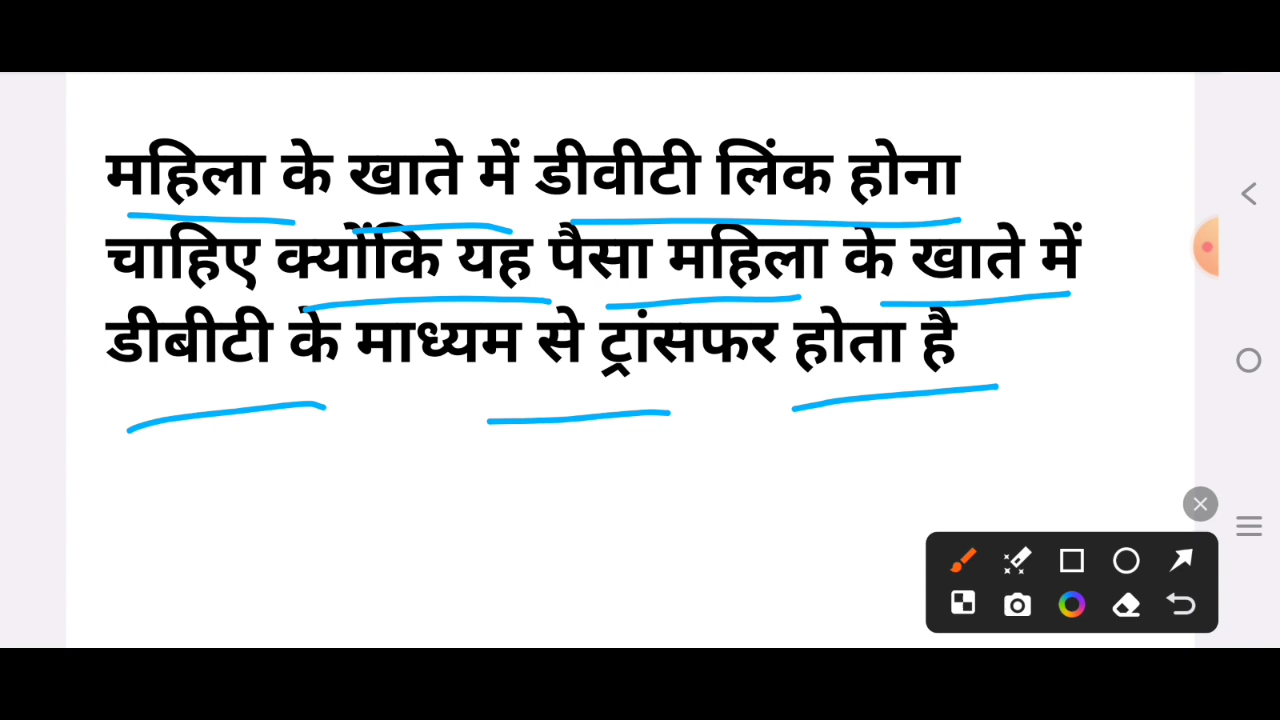 महिला के खाते में डीवीटी लिंक होना
चाहिए क्योंकि यह पैसा महिला के खाते में
डीबीटी के माध्यम से ट्रांसफर होता है